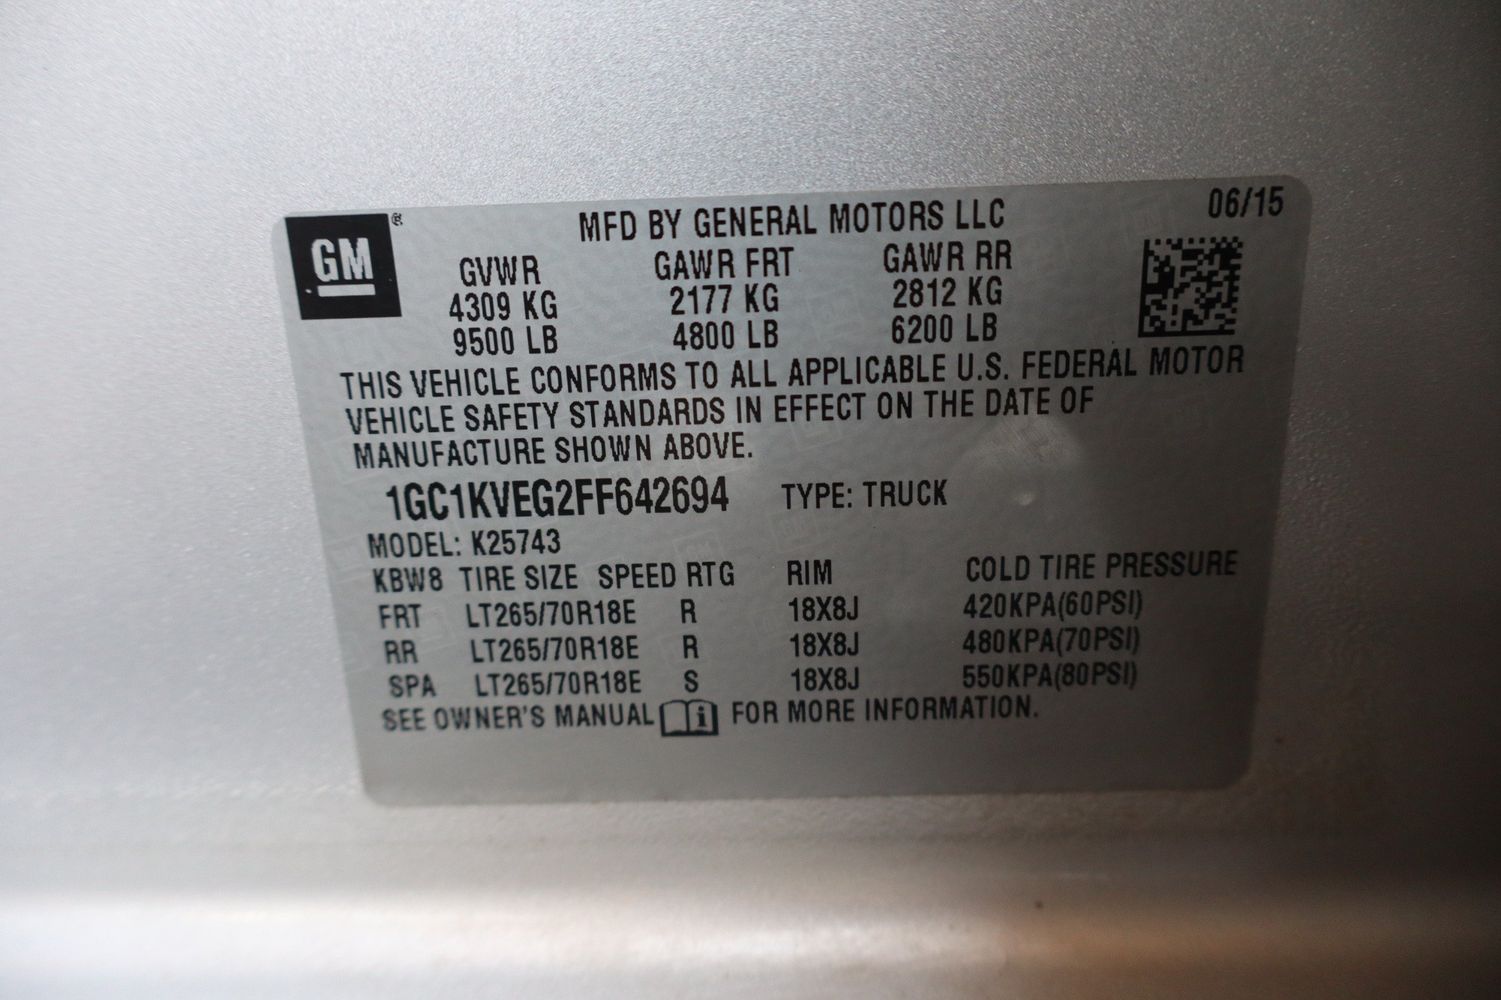 GM ®
MFD BY GENERAL MOTORS LLC 06/15
GVWR GAWR FRT GAWR RR
4309 KG 2177 KG 2812 KG
9500 LB 4800 LB 6200 LB
THIS VEHICLE CONFORMS TO ALL APPLICABLE U.S. FEDERAL MOTOR
VEHICLE SAFETY STANDARDS IN EFFECT ON THE DATE OF
MANUFACTURE SHOWN ABOVE.
1GC1KVEG2FF642694 TYPE: TRUCK
MODEL: K25743
KBW8 TIRE SIZE SPEED RTG RIM COLD TIRE PRESSURE
FRT LT265/70R18E R 18X8J 420KPA(60PSI)
RR LT265/70R18E R 18X8J 480KPA(70PSI)
SPA LT265/70R18E S 18X8J 550KPA(80PSI)
SEE OWNER'S MANUAL i FOR MORE INFORMATION.